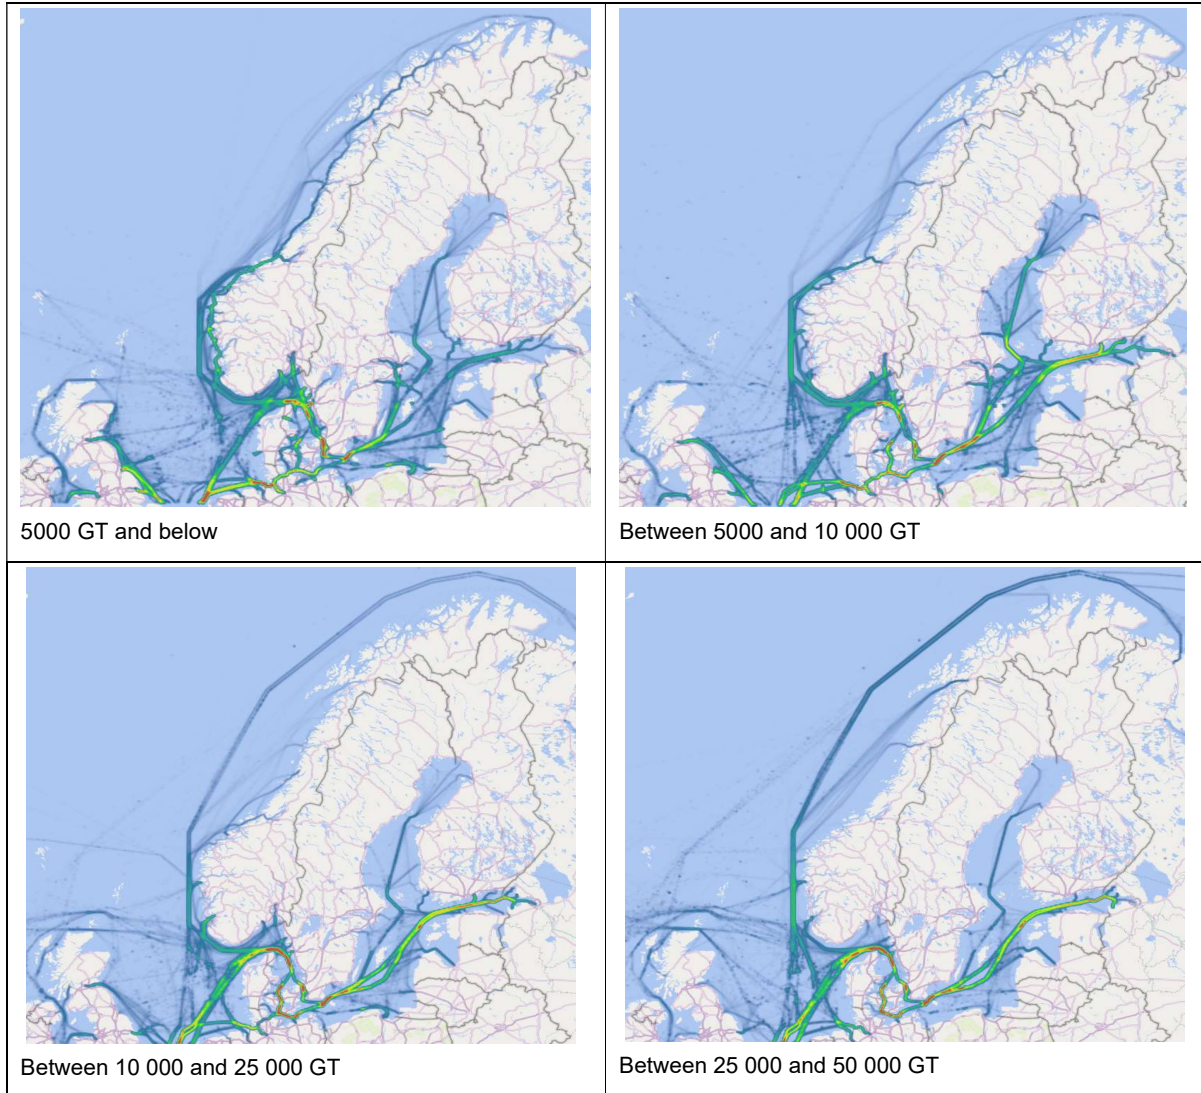 5000 GT and below
Between 5000 and 10 000 GT
Between 10 000 and 25 000 GT
Between 25 000 and 50 000 GT